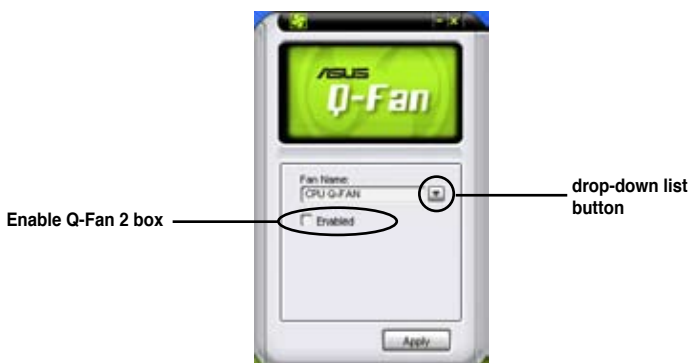 ASUS
Q-Fan
Fan Name:
CPU Q-FAN
drop-down list
button
Enable Q-Fan 2 box
Enabled
Apply